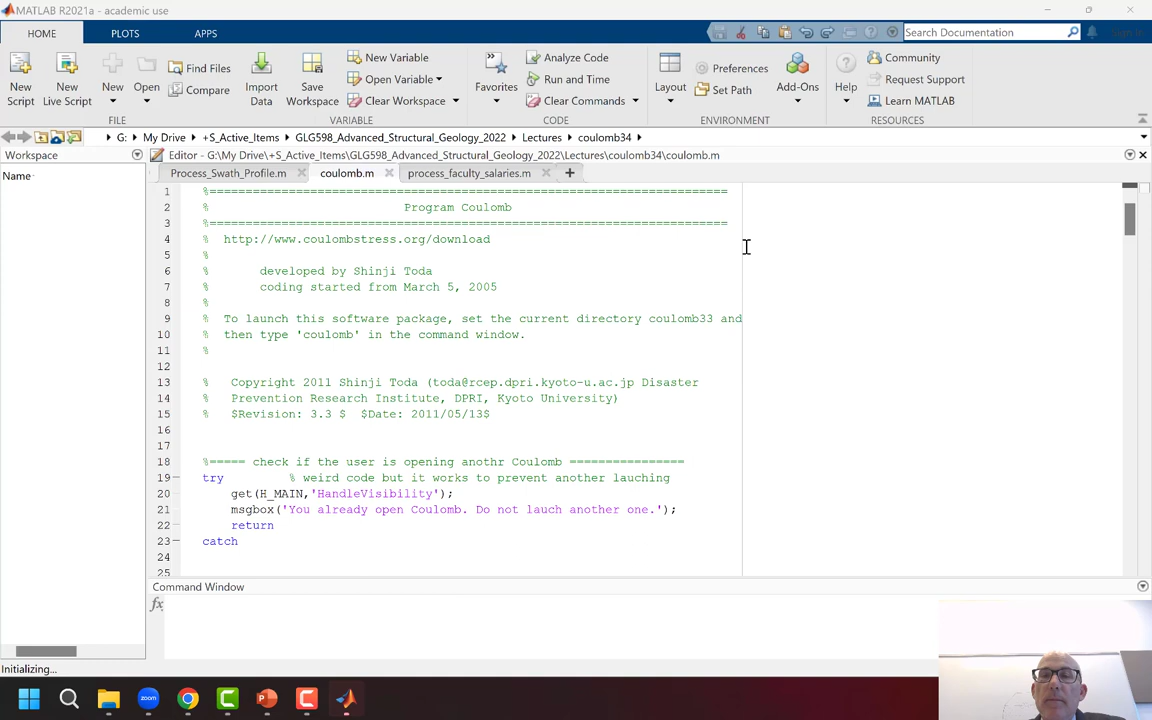 MATLAB R2021a - academic use
HOME PLOTS APPS Search Documentation
New Script
New Live Script
New
Open
Find Files
Compare
Import Data
Save Workspace
New Variable
Open Variable
Clear Workspace
Favorites
Analyze Code
Run and Time
Clear Commands
Layout
Preferences
Set Path
Add-Ons
Help
Community
Request Support
Learn MATLAB
FILE VARIABLE CODE ENVIRONMENT RESOURCES
G: My Drive +S_Active_Items GLG598_Advanced_Structural_Geology_2022 Lectures coulomb34
Workspace
Name
Editor - G:\My Drive\+S_Active_Items\GLG598_Advanced_Structural_Geology_2022\Lectures\coulomb34\coulomb.m
Process_Swath_Profile.m coulomb.m process_faculty_salaries.m
1 %=========================================================================
2 % Program Coulomb
3 %=========================================================================
4 % http://www.coulombstress.org/download
5 %
6 % developed by Shinji Toda
7 % coding started from March 5, 2005
8 %
9 % To launch this software package, set the current directory coulomb33 and
10 % then type 'coulomb' in the command window.
11 %
12
13 % Copyright 2011 Shinji Toda (toda@rcep.dpri.kyoto-u.ac.jp Disaster
14 % Prevention Research Institute, DPRI, Kyoto University)
15 % $Revision: 3.3 $ $Date: 2011/05/13$
16
17
18 %===== check if the user is opening anothr Coulomb ================
19 try % weird code but it works to prevent another lauching
20 get(H_MAIN,'HandleVisibility');
21 msgbox('You already open Coulomb. Do not lauch another one.');
22 return
23 catch
24
25
Command Window
fx
Initializing...
zoom